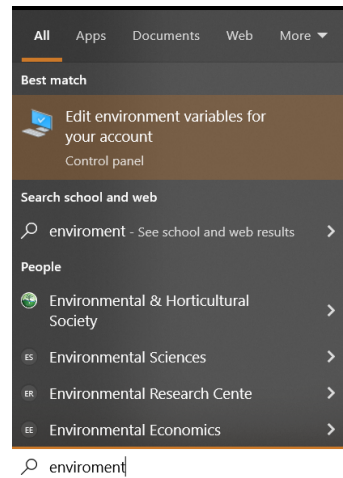 All Apps Documents Web More
Best match
Edit environment variables for
your account
Control panel
Search school and web
enviroment - See school and web results
People
Environmental & Horticultural
Society
ES Environmental Sciences
ER Environmental Research Cente
EE Environmental Economics
enviroment